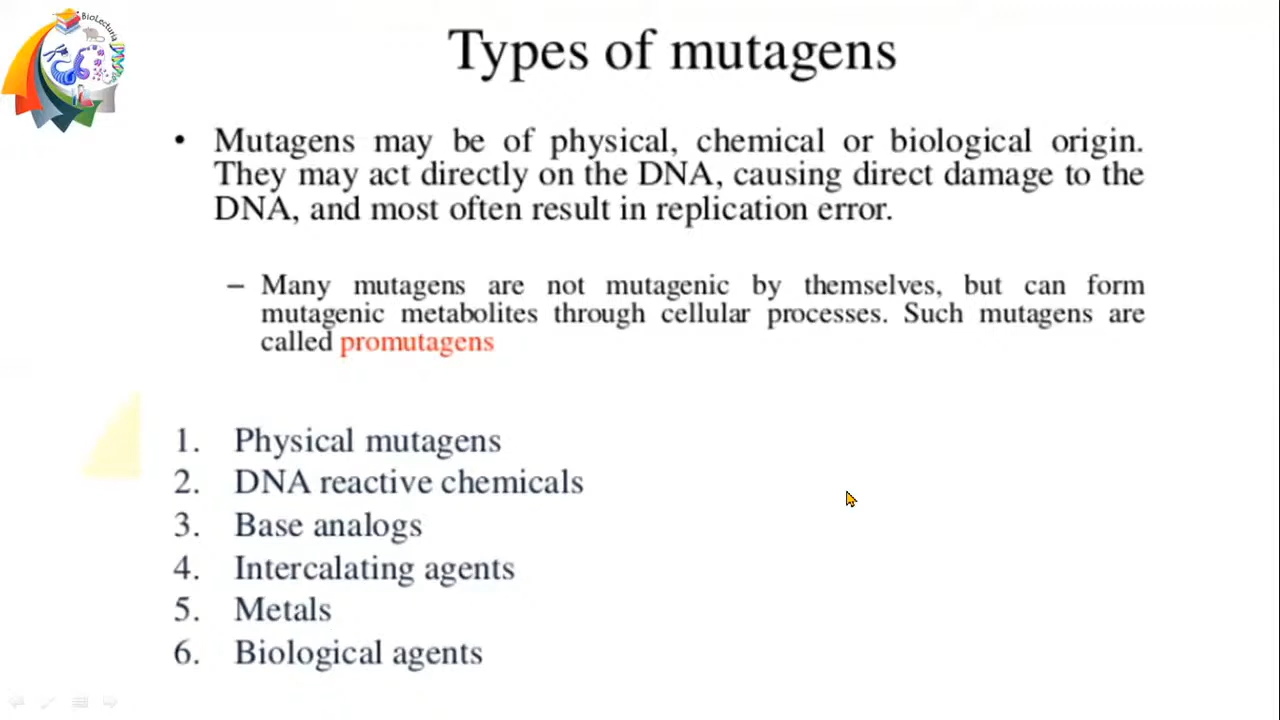 BioLecturia
Types of mutagens
• Mutagens may be of physical, chemical or biological origin.
They may act directly on the DNA, causing direct damage to the
DNA, and most often result in replication error.
– Many mutagens are not mutagenic by themselves, but can form
mutagenic metabolites through cellular processes. Such mutagens are
called promutagens
1. Physical mutagens
2. DNA reactive chemicals
3. Base analogs
4. Intercalating agents
5. Metals
6. Biological agents